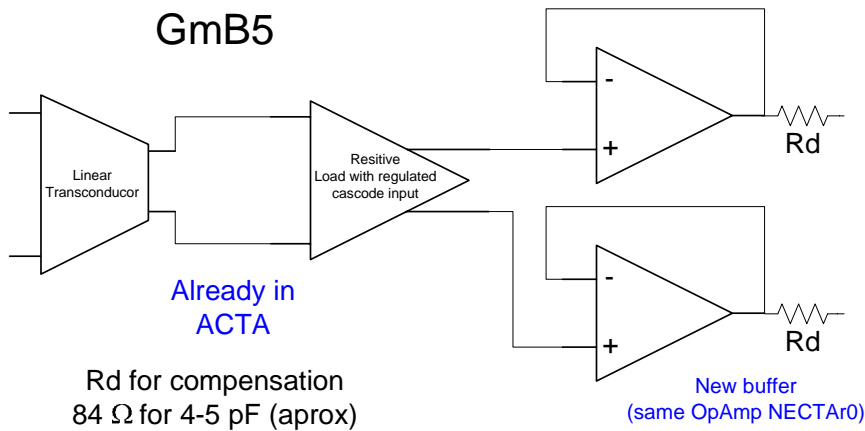 GmB5
Linear
Transconducor
Resitive
Load with regulated
cascode input
-
+
Rd
Already in
ACTA
-
+
Rd
Rd for compensation
84 Ω for 4-5 pF (aprox)
New buffer
(same OpAmp NECTAr0)